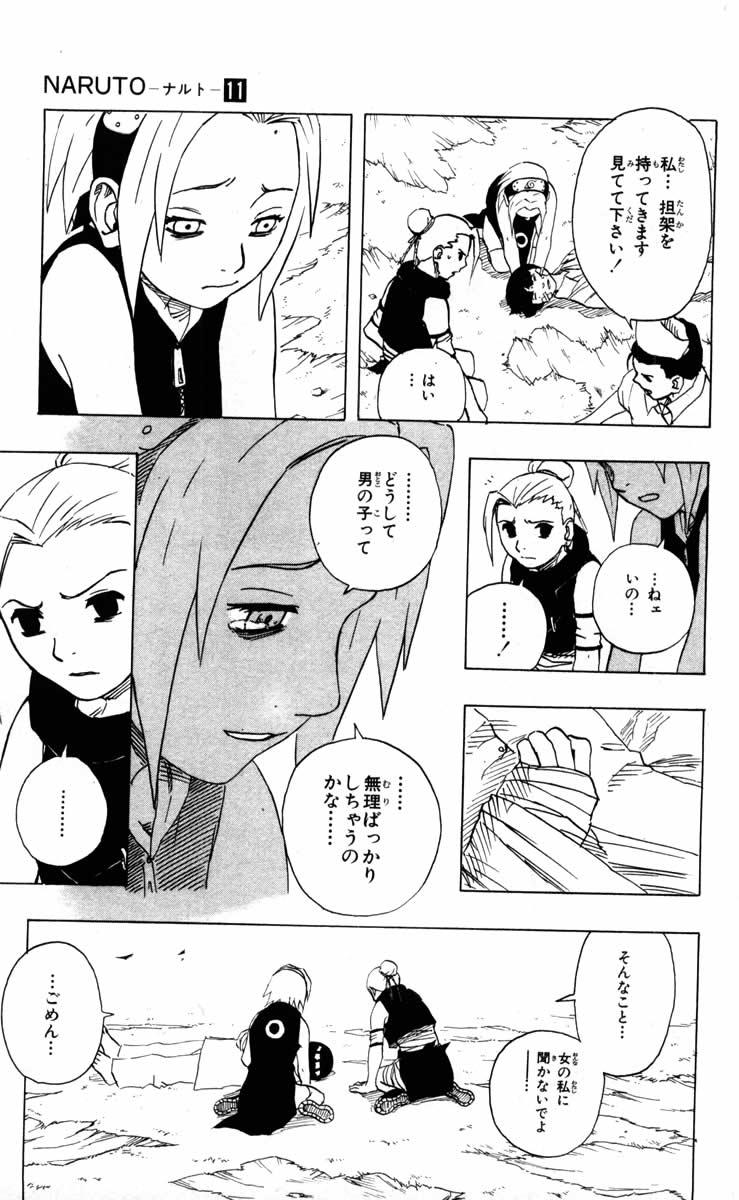 NARUTO―ナルト― 11
私…担架を
持ってきます
見てて下さい!
はい
…
…ねェ
いの…
……!
………
どうして
男の子って
……
無理ばっかり
しちゃうの
かな……
………
そんなこと…
女の私に
聞かないでよ
………
…ごめん…